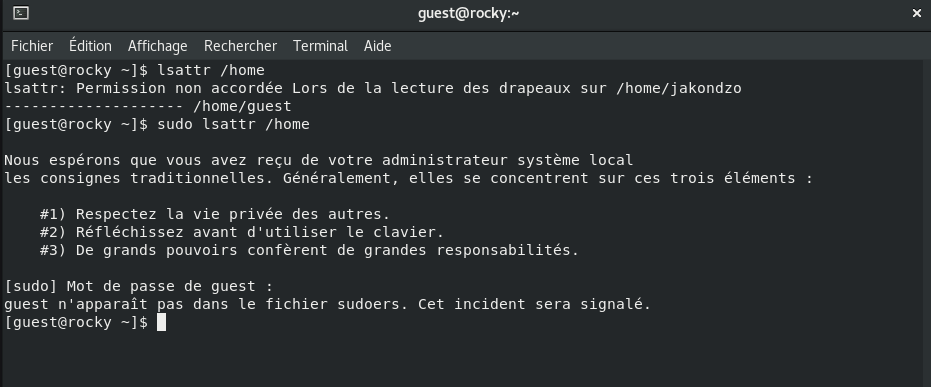 guest@rocky:~
Fichier Édition Affichage Rechercher Terminal Aide
[guest@rocky ~]$ lsattr /home
lsattr: Permission non accordée Lors de la lecture des drapeaux sur /home/jakondzo
-------------------- /home/guest
[guest@rocky ~]$ sudo lsattr /home
Nous espérons que vous avez reçu de votre administrateur système local
les consignes traditionnelles. Généralement, elles se concentrent sur ces trois éléments :
#1) Respectez la vie privée des autres.
#2) Réfléchissez avant d'utiliser le clavier.
#3) De grands pouvoirs confèrent de grandes responsabilités.
[sudo] Mot de passe de guest :
guest n'apparaît pas dans le fichier sudoers. Cet incident sera signalé.
[guest@rocky ~]$